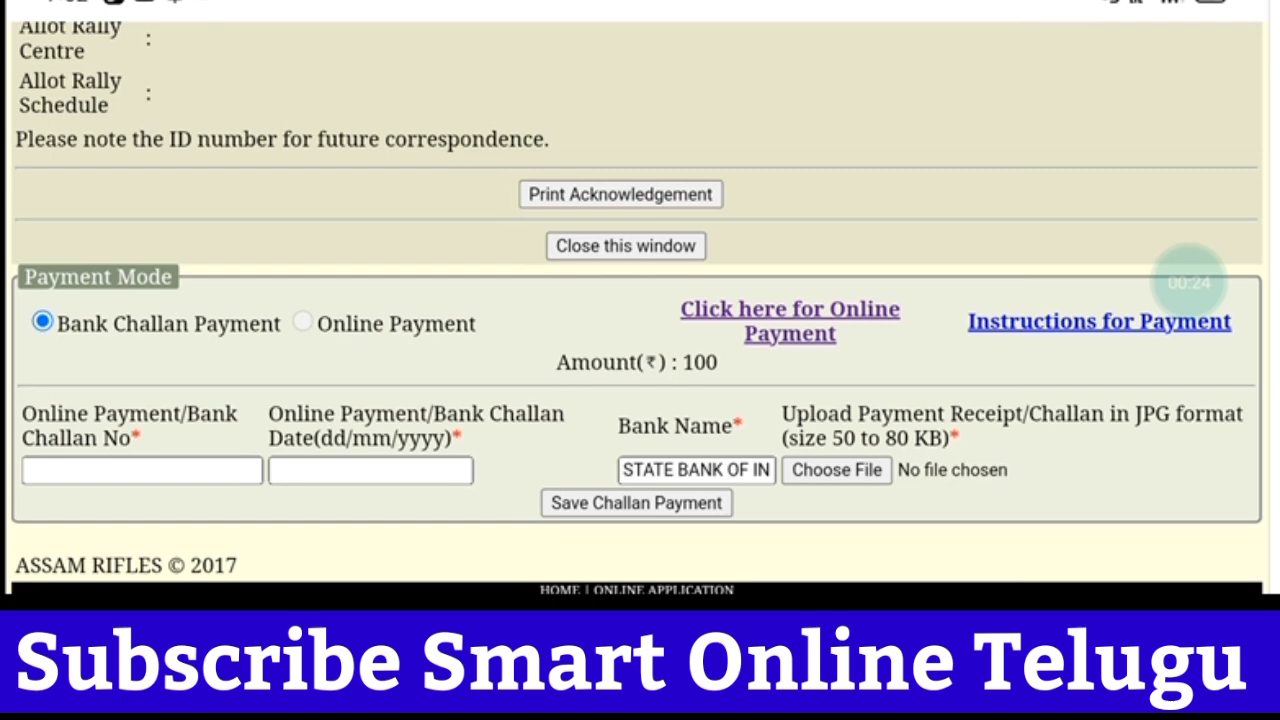 Allot Rally
Centre :
Allot Rally
Schedule :
Please note the ID number for future correspondence.
Print Acknowledgement
Close this window
Payment Mode
00:24
Bank Challan Payment Online Payment
Click here for Online
Payment
Instructions for Payment
Amount(₹) : 100
Online Payment/Bank
Challan No*
Online Payment/Bank Challan
Date(dd/mm/yyyy)*
Bank Name*
Upload Payment Receipt/Challan in JPG format
(size 50 to 80 KB)*
STATE BANK OF IN
Choose File No file chosen
Save Challan Payment
ASSAM RIFLES © 2017
HOME | ONLINE APPLICATION
Subscribe Smart Online Telugu